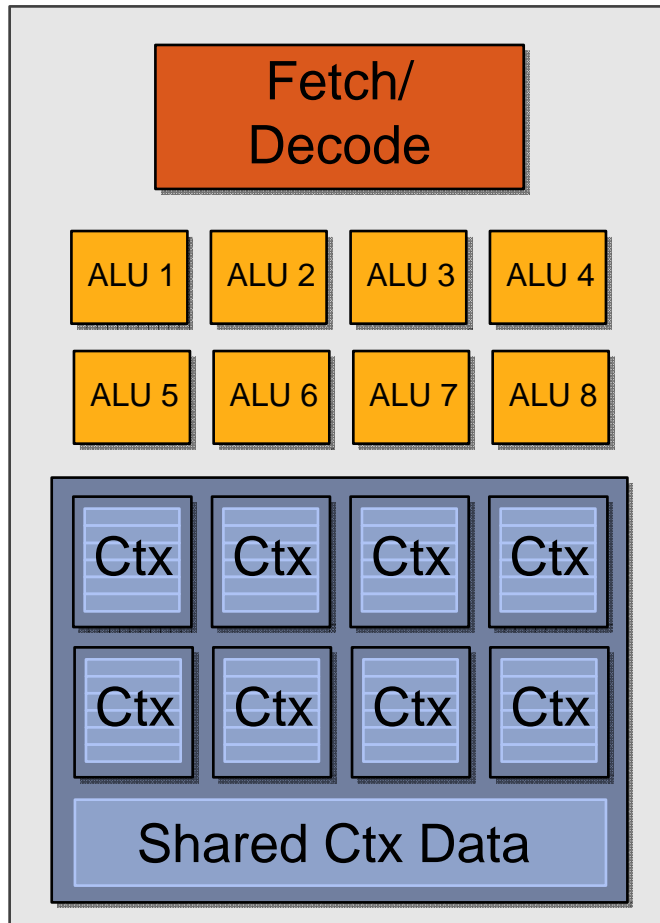 Fetch/
Decode
ALU 1 ALU 2 ALU 3 ALU 4
ALU 5 ALU 6 ALU 7 ALU 8
Ctx Ctx Ctx Ctx
Ctx Ctx Ctx Ctx
Shared Ctx Data